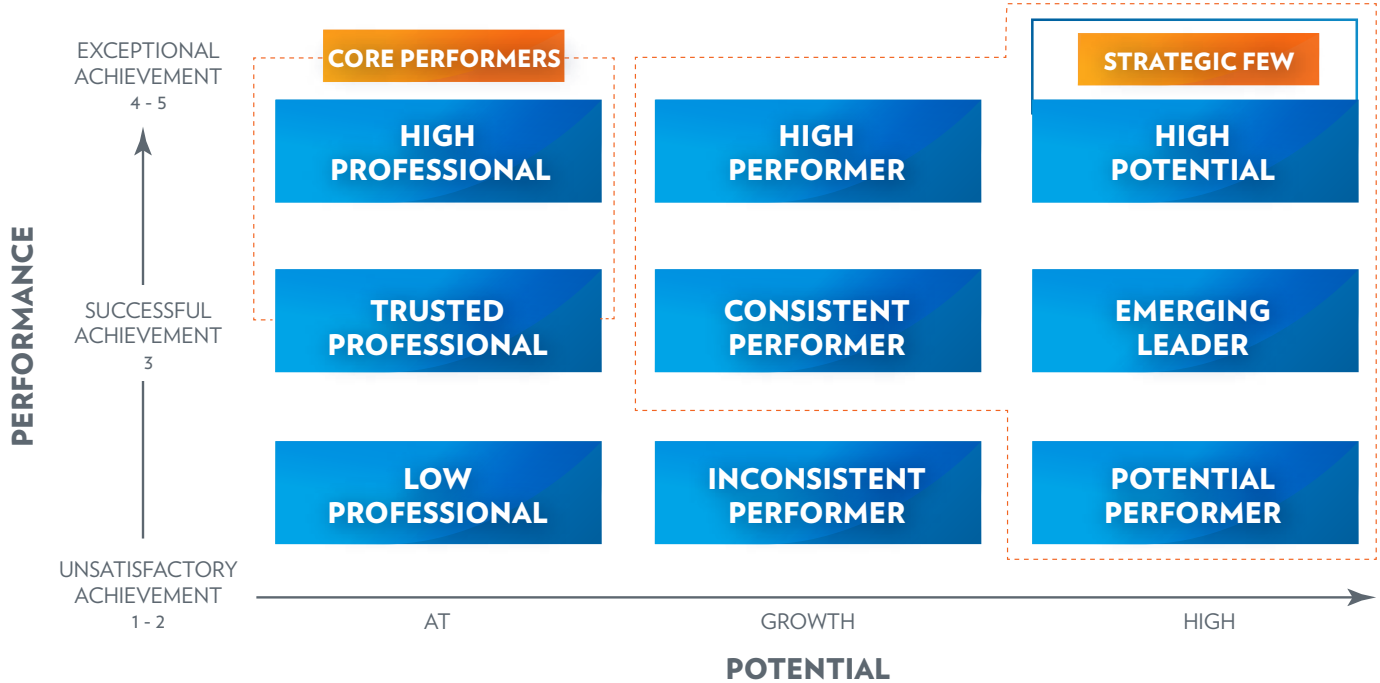 EXCEPTIONAL
ACHIEVEMENT
4 - 5
CORE PERFORMERS
STRATEGIC FEW
HIGH
PROFESSIONAL
HIGH
PERFORMER
HIGH
POTENTIAL
PERFORMANCE
SUCCESSFUL
ACHIEVEMENT
3
TRUSTED
PROFESSIONAL
CONSISTENT
PERFORMER
EMERGING
LEADER
LOW
PROFESSIONAL
INCONSISTENT
PERFORMER
POTENTIAL
PERFORMER
UNSATISFACTORY
ACHIEVEMENT
1 - 2
AT
GROWTH
HIGH
POTENTIAL